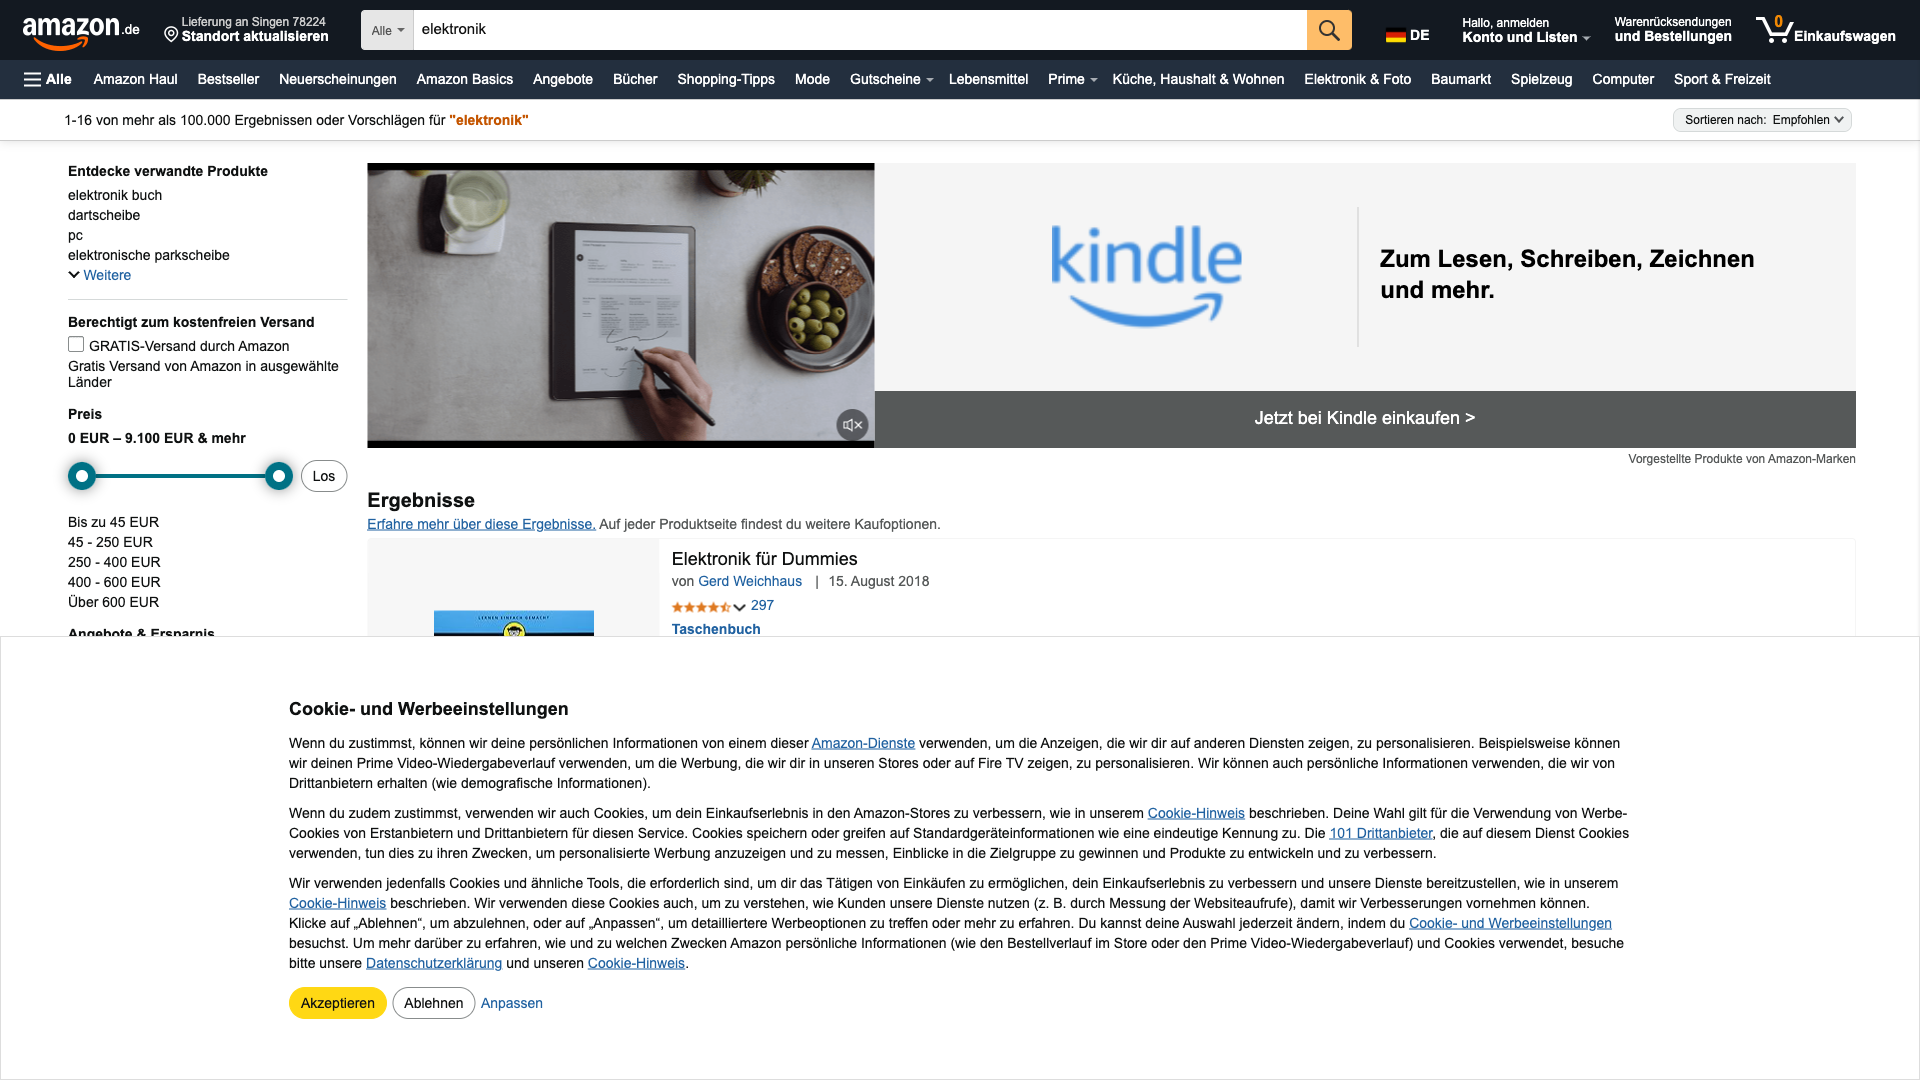 amazon.de
Lieferung an Singen 78224
Standort aktualisieren
Alle
elektronik
DE
Hallo, anmelden
Konto und Listen
Warenrücksendungen
und Bestellungen
0
Einkaufswagen
Alle
Amazon Haul
Bestseller
Neuerscheinungen
Amazon Basics
Angebote
Bücher
Shopping-Tipps
Mode
Gutscheine
Lebensmittel
Prime
Küche, Haushalt & Wohnen
Elektronik & Foto
Baumarkt
Spielzeug
Computer
Sport & Freizeit
1-16 von mehr als 100.000 Ergebnissen oder Vorschlägen für "elektronik"
Sortieren nach: Empfohlen
Entdecke verwandte Produkte
elektronik buch
dartscheibe
pc
elektronische parkscheibe
Weitere
Berechtigt zum kostenfreien Versand
GRATIS-Versand durch Amazon
Gratis Versand von Amazon in ausgewählte
Länder
Preis
0 EUR – 9.100 EUR & mehr
Los
Bis zu 45 EUR
45 - 250 EUR
250 - 400 EUR
400 - 600 EUR
Über 600 EUR
Angebote & Ersparnis
kindle
Zum Lesen, Schreiben, Zeichnen
und mehr.
Jetzt bei Kindle einkaufen >
Vorgestellte Produkte von Amazon-Marken
Ergebnisse
Erfahre mehr über diese Ergebnisse. Auf jeder Produktseite findest du weitere Kaufoptionen.
LERNEN EINFACH GEMACHT
Elektronik für Dummies
von Gerd Weichhaus | 15. August 2018
297
Taschenbuch
Cookie- und Werbeeinstellungen
Wenn du zustimmst, können wir deine persönlichen Informationen von einem dieser Amazon-Dienste verwenden, um die Anzeigen, die wir dir auf anderen Diensten zeigen, zu personalisieren. Beispielsweise können
wir deinen Prime Video-Wiedergabeverlauf verwenden, um die Werbung, die wir dir in unseren Stores oder auf Fire TV zeigen, zu personalisieren. Wir können auch persönliche Informationen verwenden, die wir von
Drittanbietern erhalten (wie demografische Informationen).
Wenn du zudem zustimmst, verwenden wir auch Cookies, um dein Einkaufserlebnis in den Amazon-Stores zu verbessern, wie in unserem Cookie-Hinweis beschrieben. Deine Wahl gilt für die Verwendung von Werbe-
Cookies von Erstanbietern und Drittanbietern für diesen Service. Cookies speichern oder greifen auf Standardgeräteinformationen wie eine eindeutige Kennung zu. Die 101 Drittanbieter, die auf diesem Dienst Cookies
verwenden, tun dies zu ihren Zwecken, um personalisierte Werbung anzuzeigen und zu messen, Einblicke in die Zielgruppe zu gewinnen und Produkte zu entwickeln und zu verbessern.
Wir verwenden jedenfalls Cookies und ähnliche Tools, die erforderlich sind, um dir das Tätigen von Einkäufen zu ermöglichen, dein Einkaufserlebnis zu verbessern und unsere Dienste bereitzustellen, wie in unserem
Cookie-Hinweis beschrieben. Wir verwenden diese Cookies auch, um zu verstehen, wie Kunden unsere Dienste nutzen (z. B. durch Messung der Websiteaufrufe), damit wir Verbesserungen vornehmen können.
Klicke auf „Ablehnen“, um abzulehnen, oder auf „Anpassen“, um detailliertere Werbeoptionen zu treffen oder mehr zu erfahren. Du kannst deine Auswahl jederzeit ändern, indem du Cookie- und Werbeeinstellungen
besuchst. Um mehr darüber zu erfahren, wie und zu welchen Zwecken Amazon persönliche Informationen (wie den Bestellverlauf im Store oder den Prime Video-Wiedergabeverlauf) und Cookies verwendet, besuche
bitte unsere Datenschutzerklärung und unseren Cookie-Hinweis.
Akzeptieren
Ablehnen
Anpassen